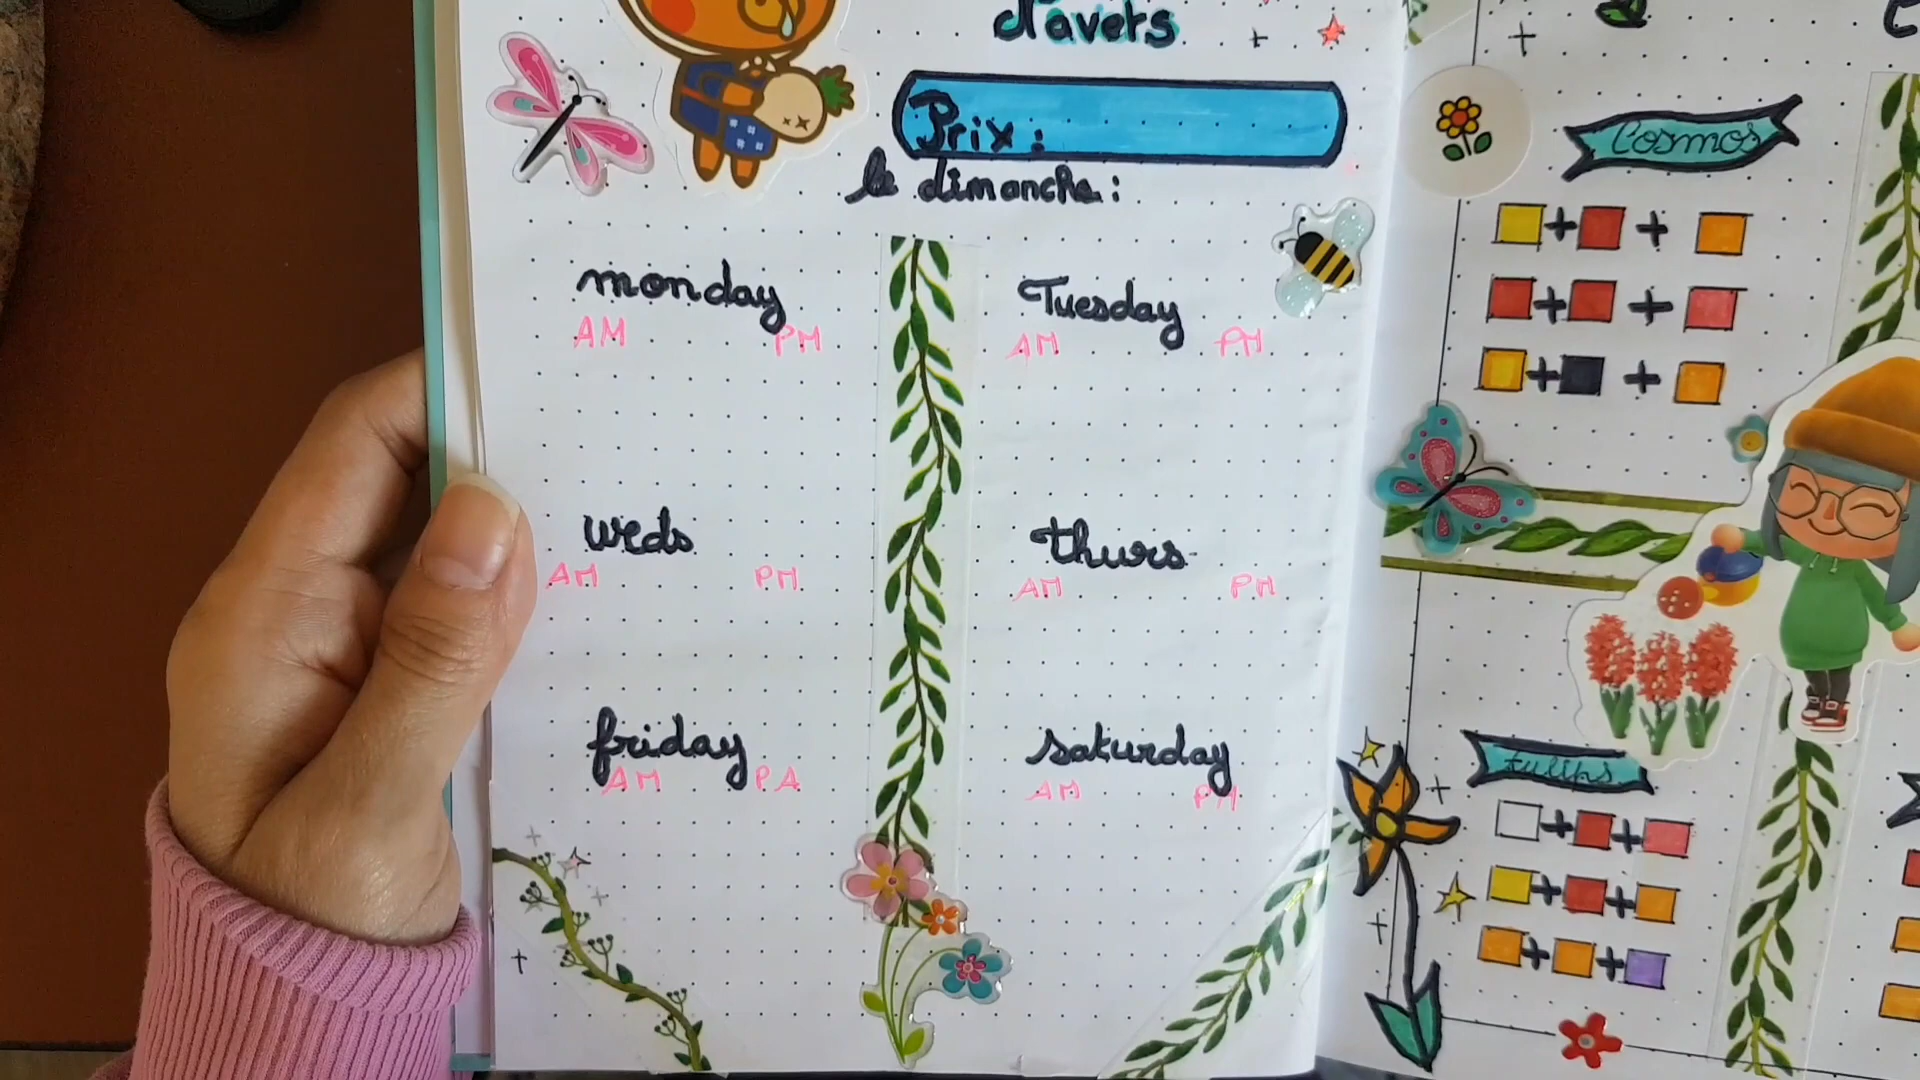 navets
Prix :
le dimanche :
monday
AM PM
Tuesday
AM PM
weds
AM PM
thurs
AM PM
friday
AM PA
saturday
AM PM
Cosmos
tulips